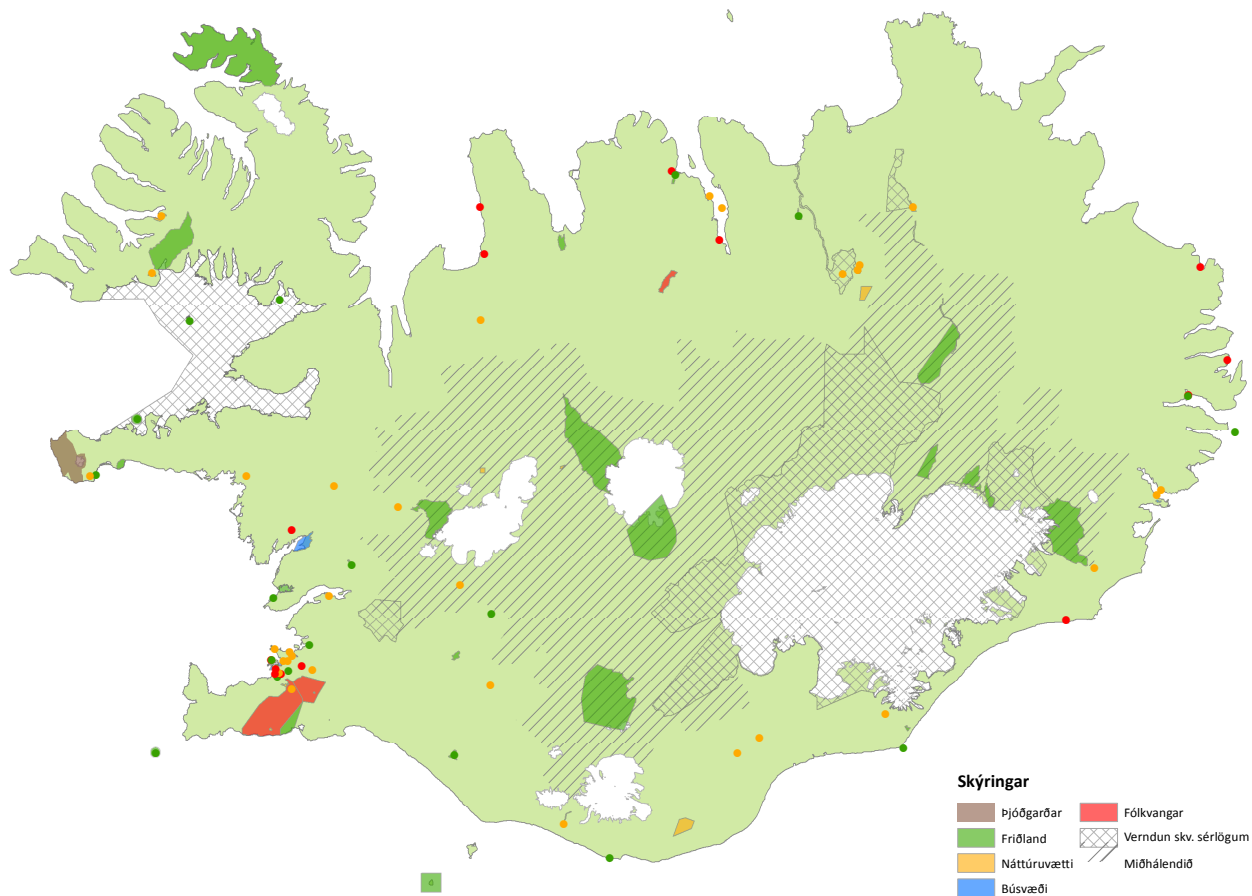 Skýringar
Þjóðgarðar
Friðland
Náttúruvætti
Búsvæði
Fólkvangar
Verndun skv. sérlögum
Miðhálendið